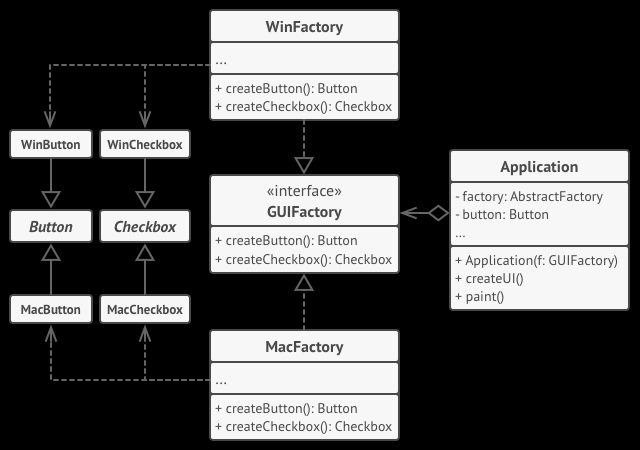 WinFactory
...
+ createButton(): Button
+ createCheckbox(): Checkbox
WinButton
WinCheckbox
Button
Checkbox
MacButton
MacCheckbox
«interface»
GUIFactory
+ createButton(): Button
+ createCheckbox(): Checkbox
Application
- factory: AbstractFactory
- button: Button
...
+ Application(f: GUIFactory)
+ createUI()
+ paint()
MacFactory
...
+ createButton(): Button
+ createCheckbox(): Checkbox